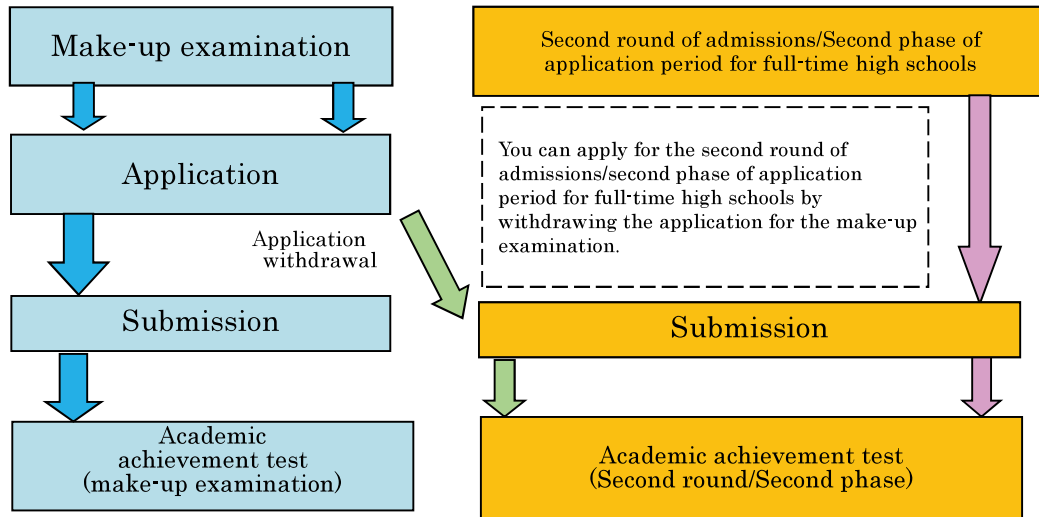 Make-up examination
Application
Application
withdrawal
Submission
Academic
achievement test
(make-up examination)
Second round of admissions/Second phase of
application period for full-time high schools
You can apply for the second round of
admissions/second phase of application
period for full-time high schools by
withdrawing the application for the make-up
examination.
Submission
Academic achievement test
(Second round/Second phase)